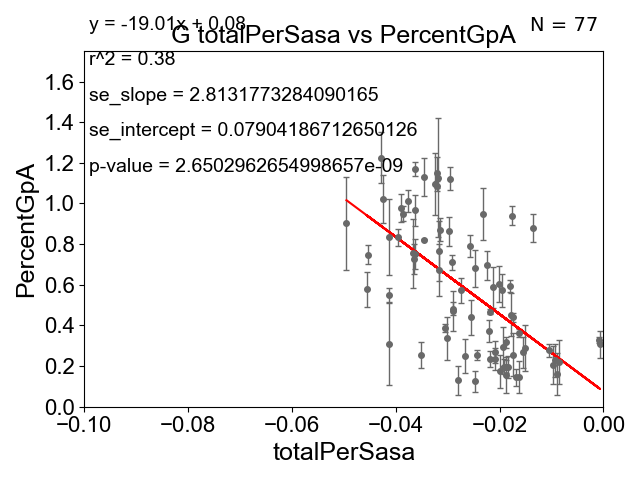 y = -19.01x + 0.08
N = 77
G totalPerSasa vs PercentGpA
r^2 = 0.38
se_slope = 2.8131773284090165
se_intercept = 0.07904186712650126
p-value = 2.6502962654998657e-09
PercentGpA
1.6
1.4
1.2
1.0
0.8
0.6
0.4
0.2
0.0
−0.10 −0.08 −0.06 −0.04 −0.02 0.00
totalPerSasa